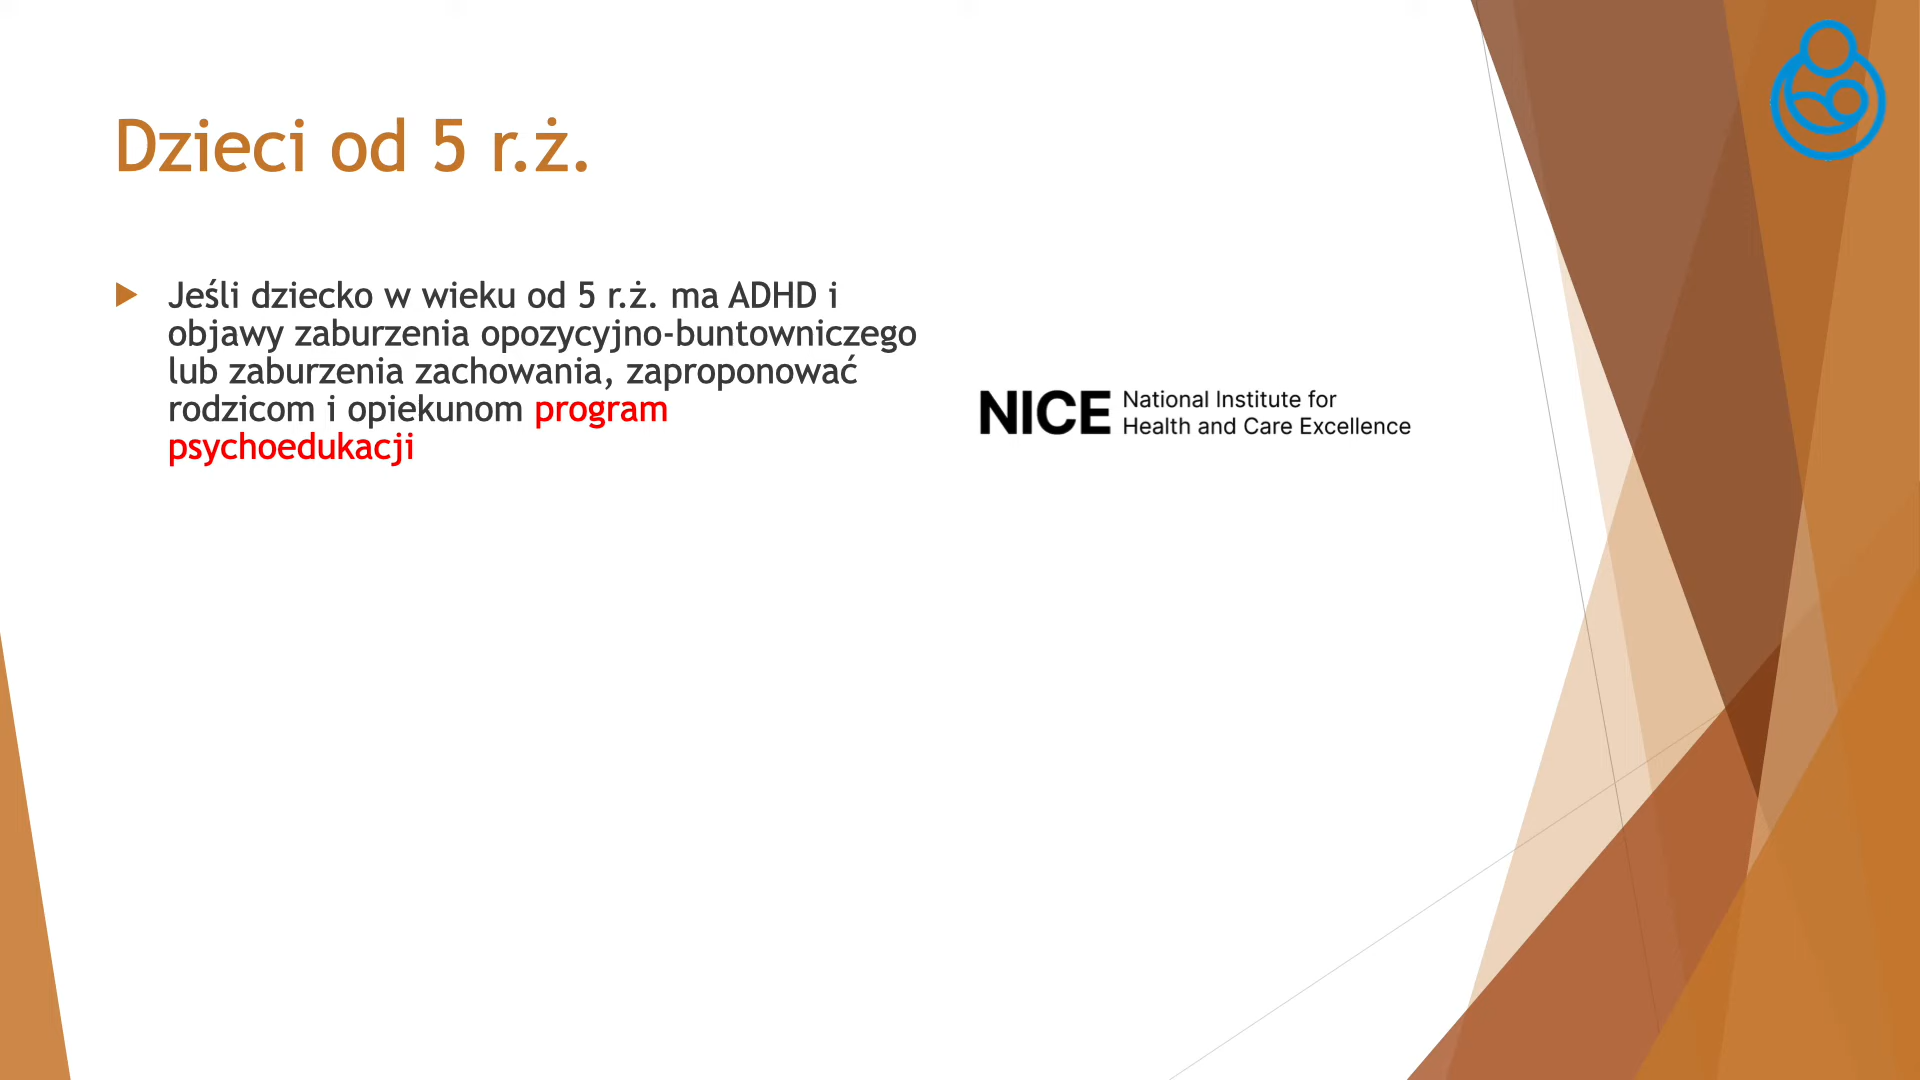 Dzieci od 5 r.ż.
Jeśli dziecko w wieku od 5 r.ż. ma ADHD i
objawy zaburzenia opozycyjno-buntowniczego
lub zaburzenia zachowania, zaproponować
rodzicom i opiekunom program
psychoedukacji
NICE National Institute for
Health and Care Excellence